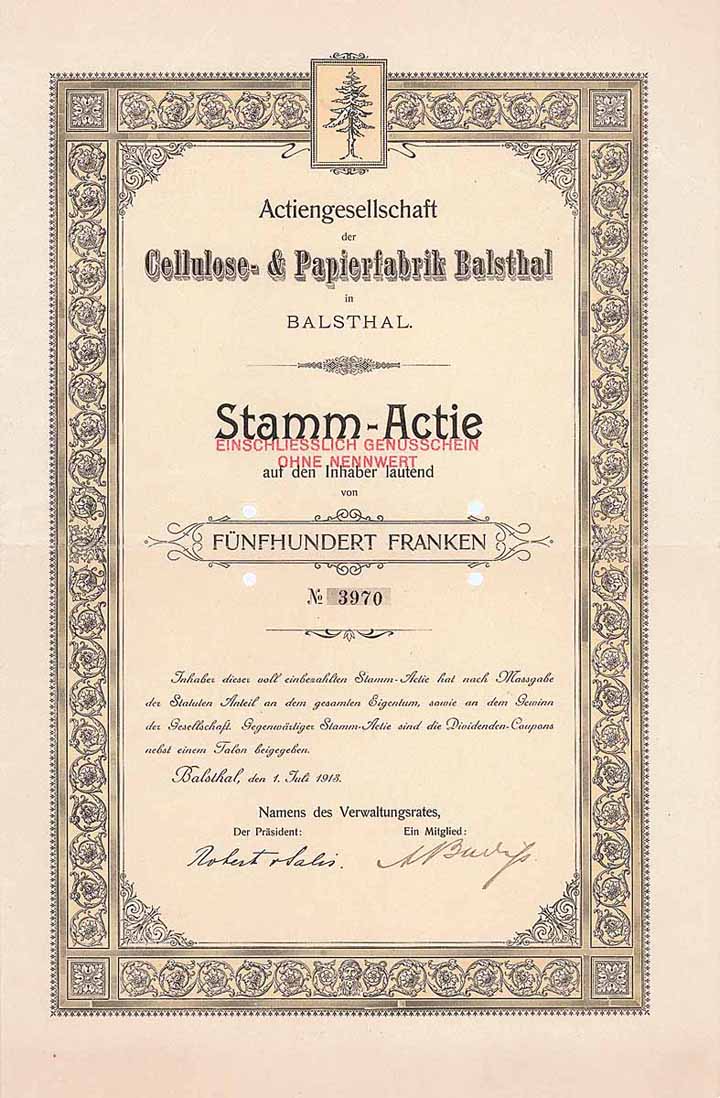 Actiengesellschaft
der
Cellulose- & Papierfabrik Balsthal
in
BALSTHAL.
Stamm-Actie
EINSCHLIESSLICH GENUSSCHEIN
OHNE NENNWERT
auf den Inhaber lautend
von
FÜNFHUNDERT FRANKEN
№ 3970
Inhaber dieser voll einbezahlten Stamm-Actie hat nach Massgabe
der Statuten Anteil an dem gesamten Eigentum, sowie an dem Gewinn
der Gesellschaft. Gegenwärtiger Stamm-Actie sind die Dividenden-Coupons
nebst einem Talon beigegeben.
Balsthal, den 1. Juli 1913.
Namens des Verwaltungsrates,
Der Präsident: Ein Mitglied:
Robert v Salis.